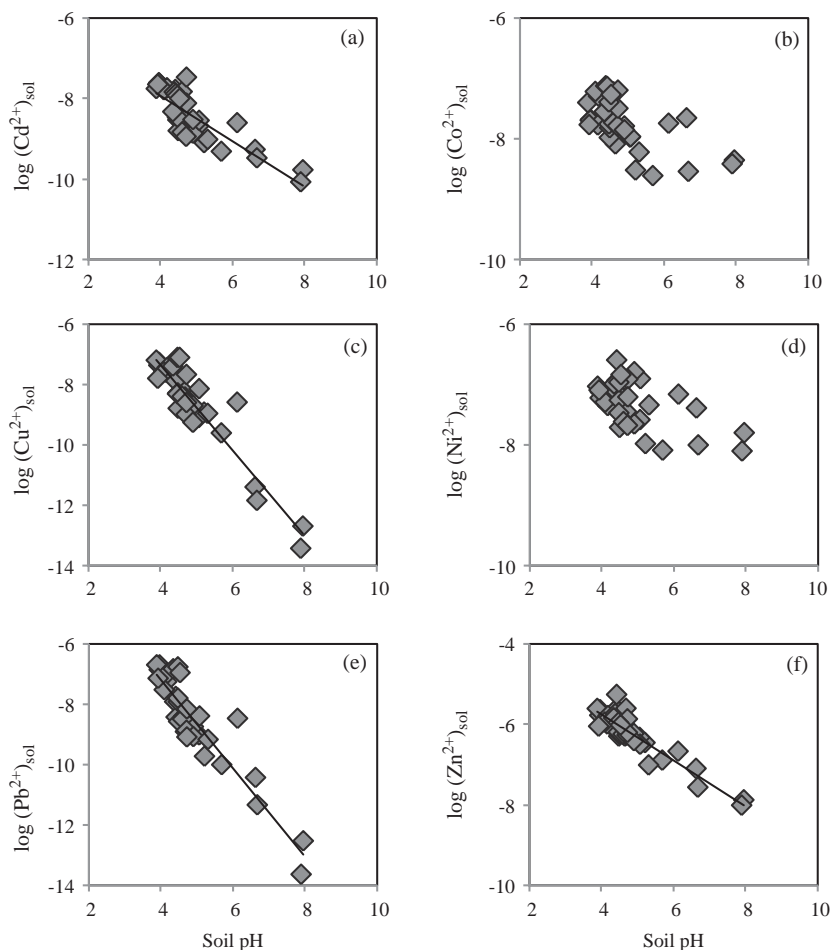 (a)
log (Cd²⁺)sol
-6
-8
-10
-12
2 4 6 8 10
(b)
log (Co²⁺)sol
-6
-8
-10
2 4 6 8 10
(c)
log (Cu²⁺)sol
-6
-8
-10
-12
-14
2 4 6 8 10
(d)
log (Ni²⁺)sol
-6
-8
-10
2 4 6 8 10
(e)
log (Pb²⁺)sol
-6
-8
-10
-12
-14
2 4 6 8 10
Soil pH
(f)
log (Zn²⁺)sol
-4
-6
-8
-10
2 4 6 8 10
Soil pH